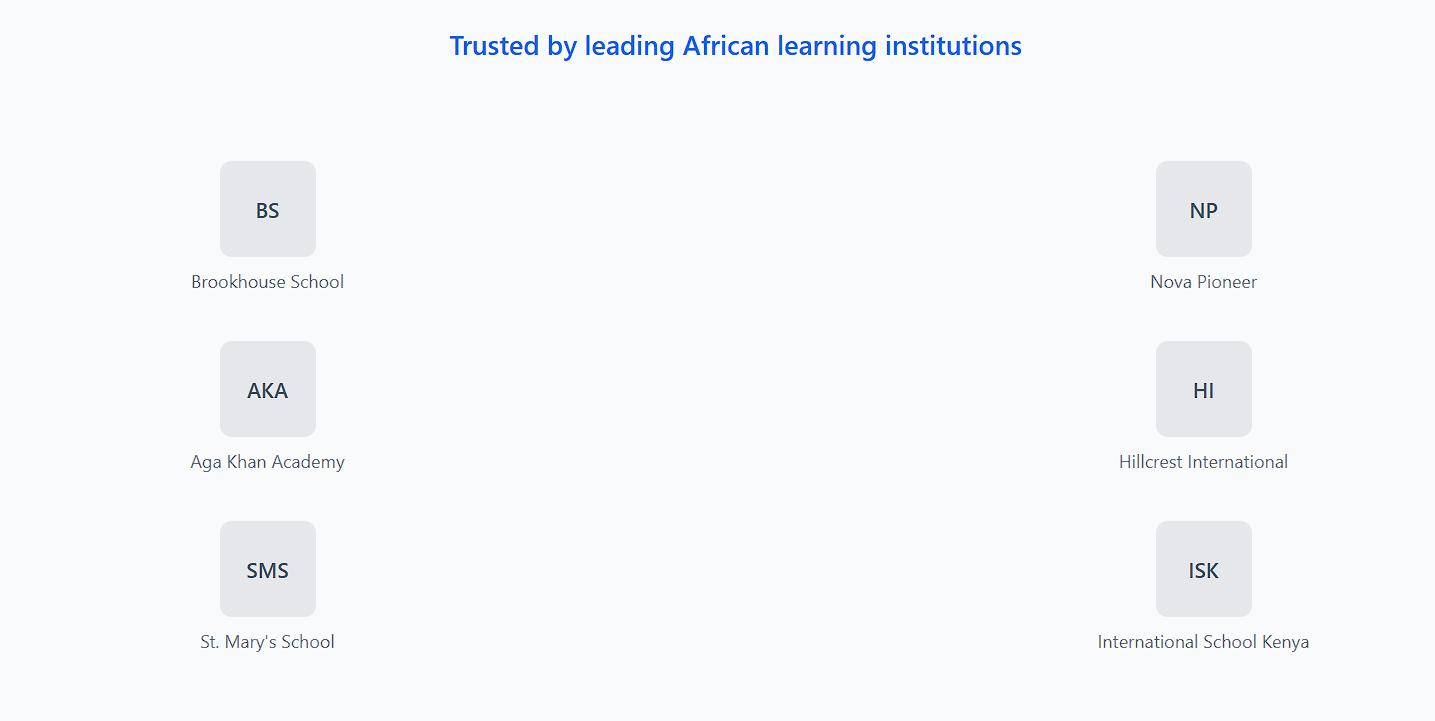 Trusted by leading African learning institutions
BS
Brookhouse School
NP
Nova Pioneer
AKA
Aga Khan Academy
HI
Hillcrest International
SMS
St. Mary's School
ISK
International School Kenya